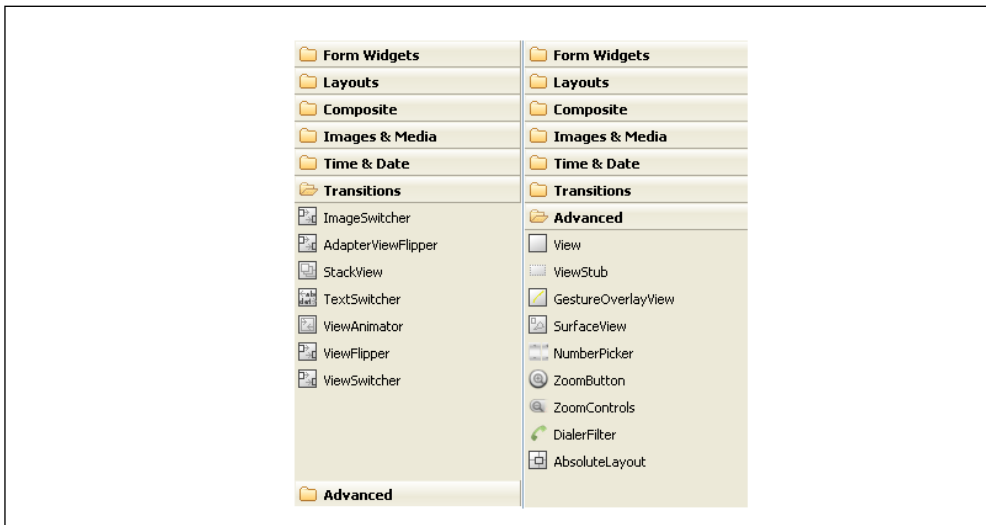 Form Widgets
Layouts
Composite
Images & Media
Time & Date
Transitions
ImageSwitcher
AdapterViewFlipper
StackView
TextSwitcher
ViewAnimator
ViewFlipper
ViewSwitcher
Advanced
Form Widgets
Layouts
Composite
Images & Media
Time & Date
Transitions
Advanced
View
ViewStub
GestureOverlayView
SurfaceView
NumberPicker
ZoomButton
ZoomControls
DialerFilter
AbsoluteLayout